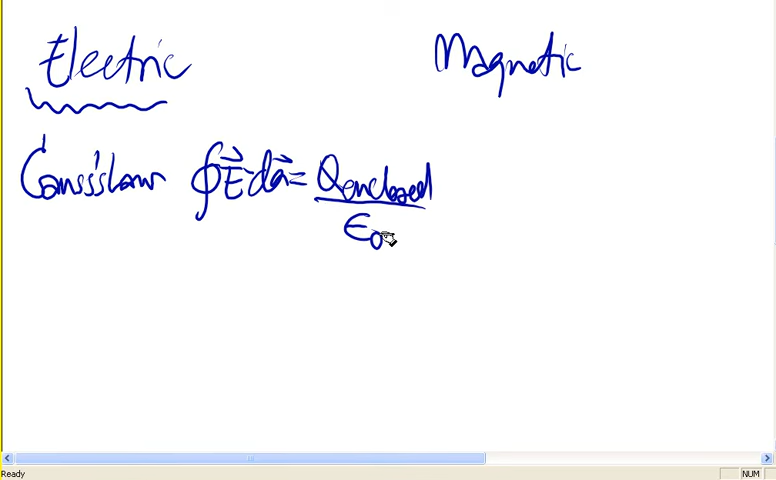 Electric Magnetic
Gauss's Law ∮E⃗·da⃗ = Qenclosed/ϵ0
Ready NUM